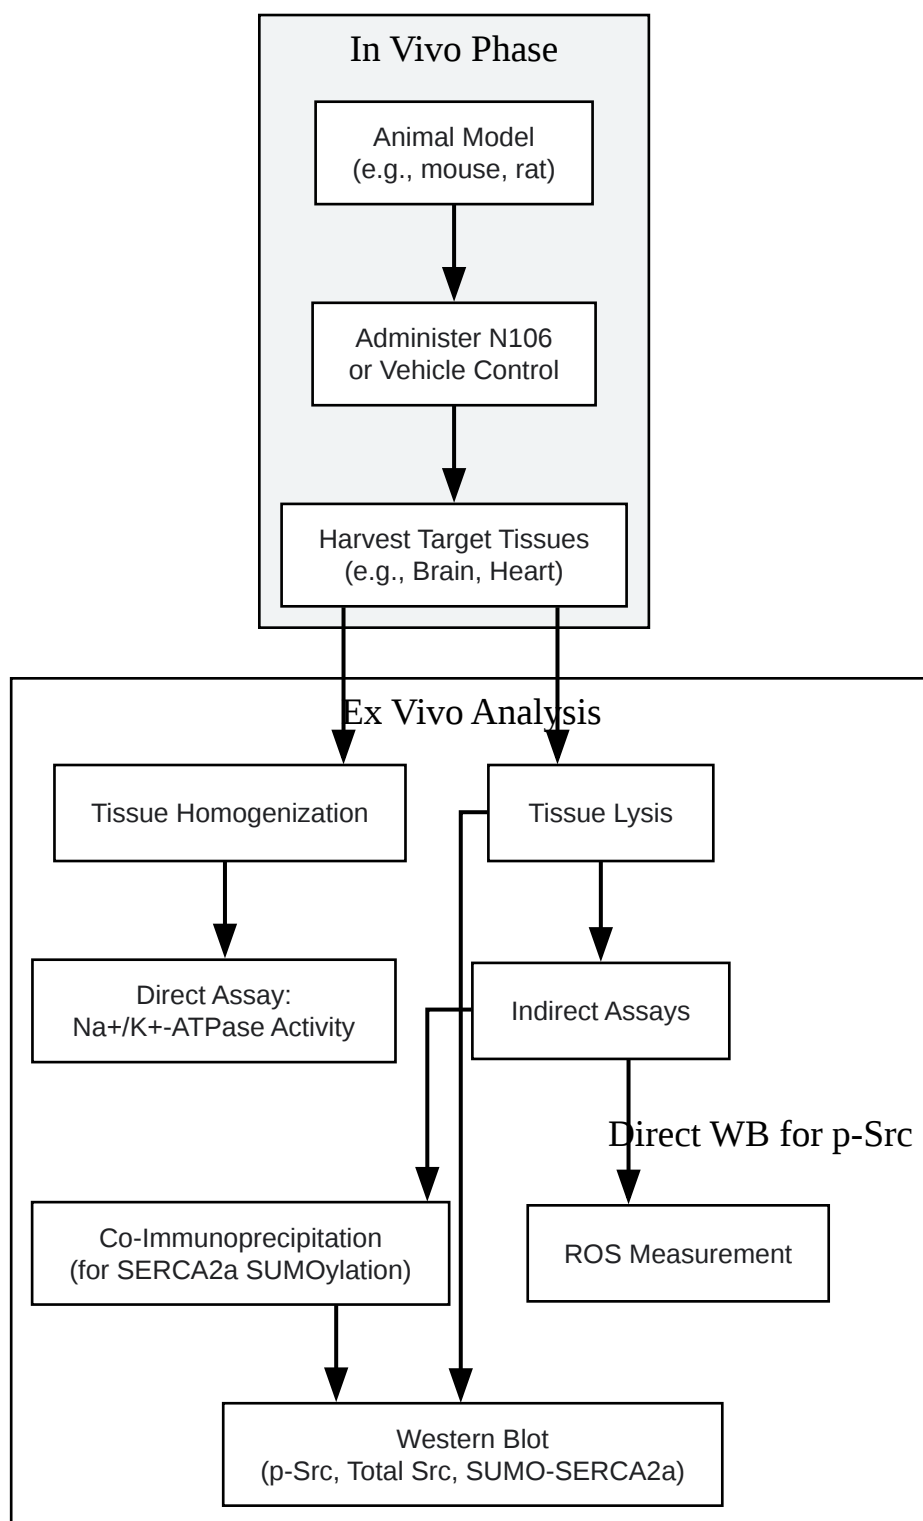 In Vivo Phase
Animal Model
(e.g., mouse, rat)
Administer N106
or Vehicle Control
Harvest Target Tissues
(e.g., Brain, Heart)
Ex Vivo Analysis
Tissue Homogenization
Tissue Lysis
Direct Assay:
Na+/K+-ATPase Activity
Indirect Assays
Direct WB for p-Src
Co-Immunoprecipitation
(for SERCA2a SUMOylation)
ROS Measurement
Western Blot
(p-Src, Total Src, SUMO-SERCA2a)